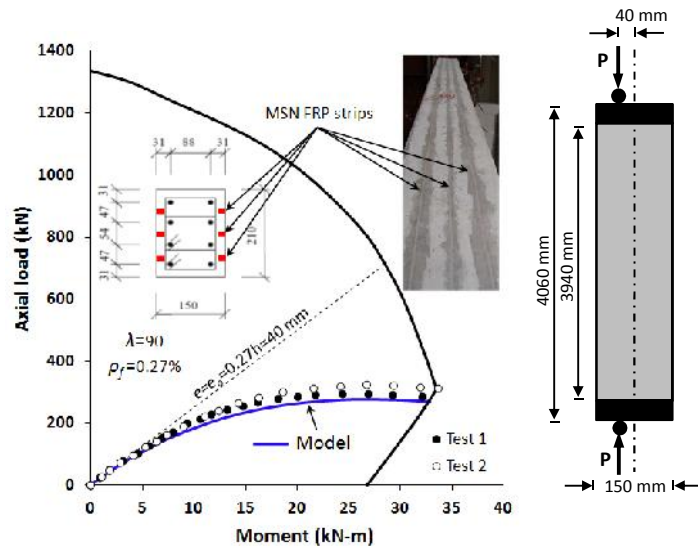 40 mm
P
1400
1200
1000
800
600
400
200
0
Axial load (kN)
MSN FRP strips
31 88 31
31
47
54
47
31
210
150
λ=90
ρf=0.27%
e=e₀=0.27h=40 mm
Model
Test 1
Test 2
0 5 10 15 20 25 30 35 40
Moment (kN-m)
4060 mm
3940 mm
P
150 mm